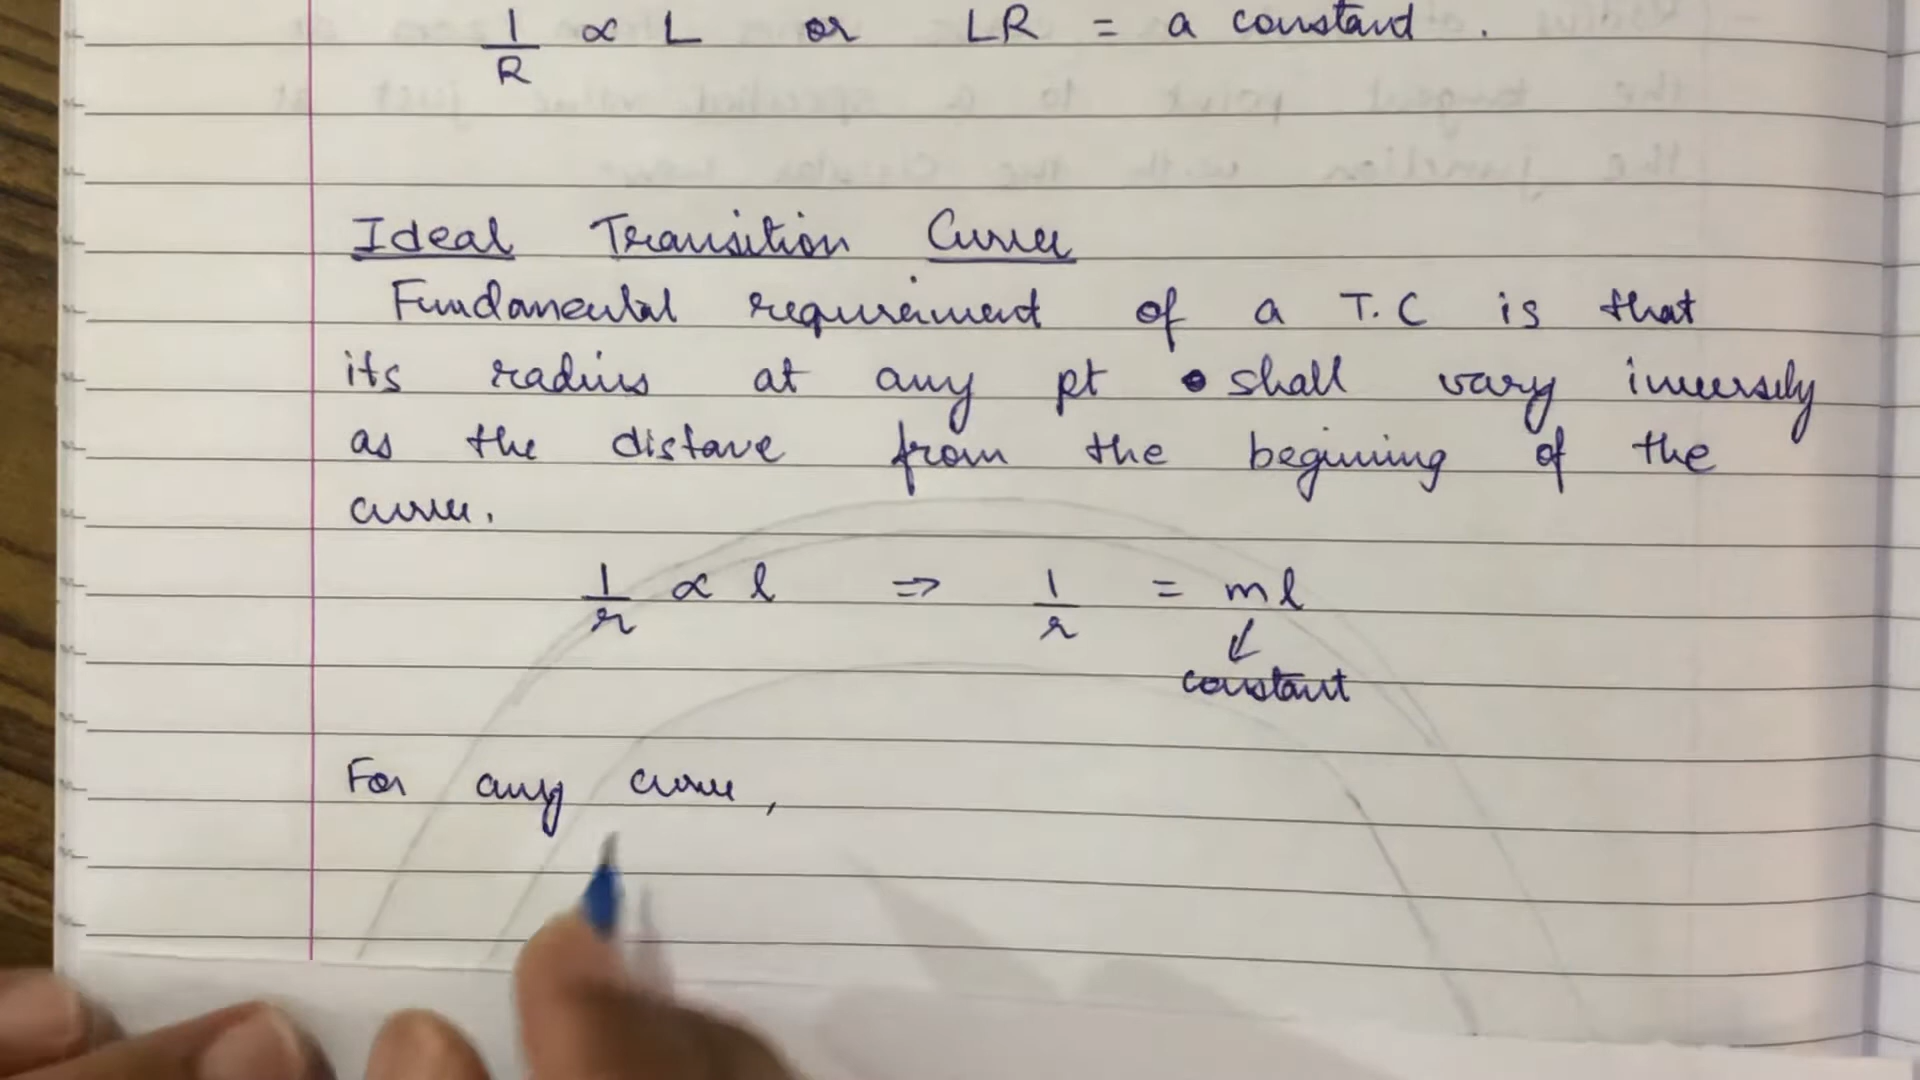 1/R ∝ L or LR = a constant.
Ideal Transition Curve
Fundamental requirement of a T.C is that
its radius at any pt shall vary inversely
as the distance from the begining of the
curve.
1/r ∝ l ⇒ 1/r = ml
↙
constant
For any curve,